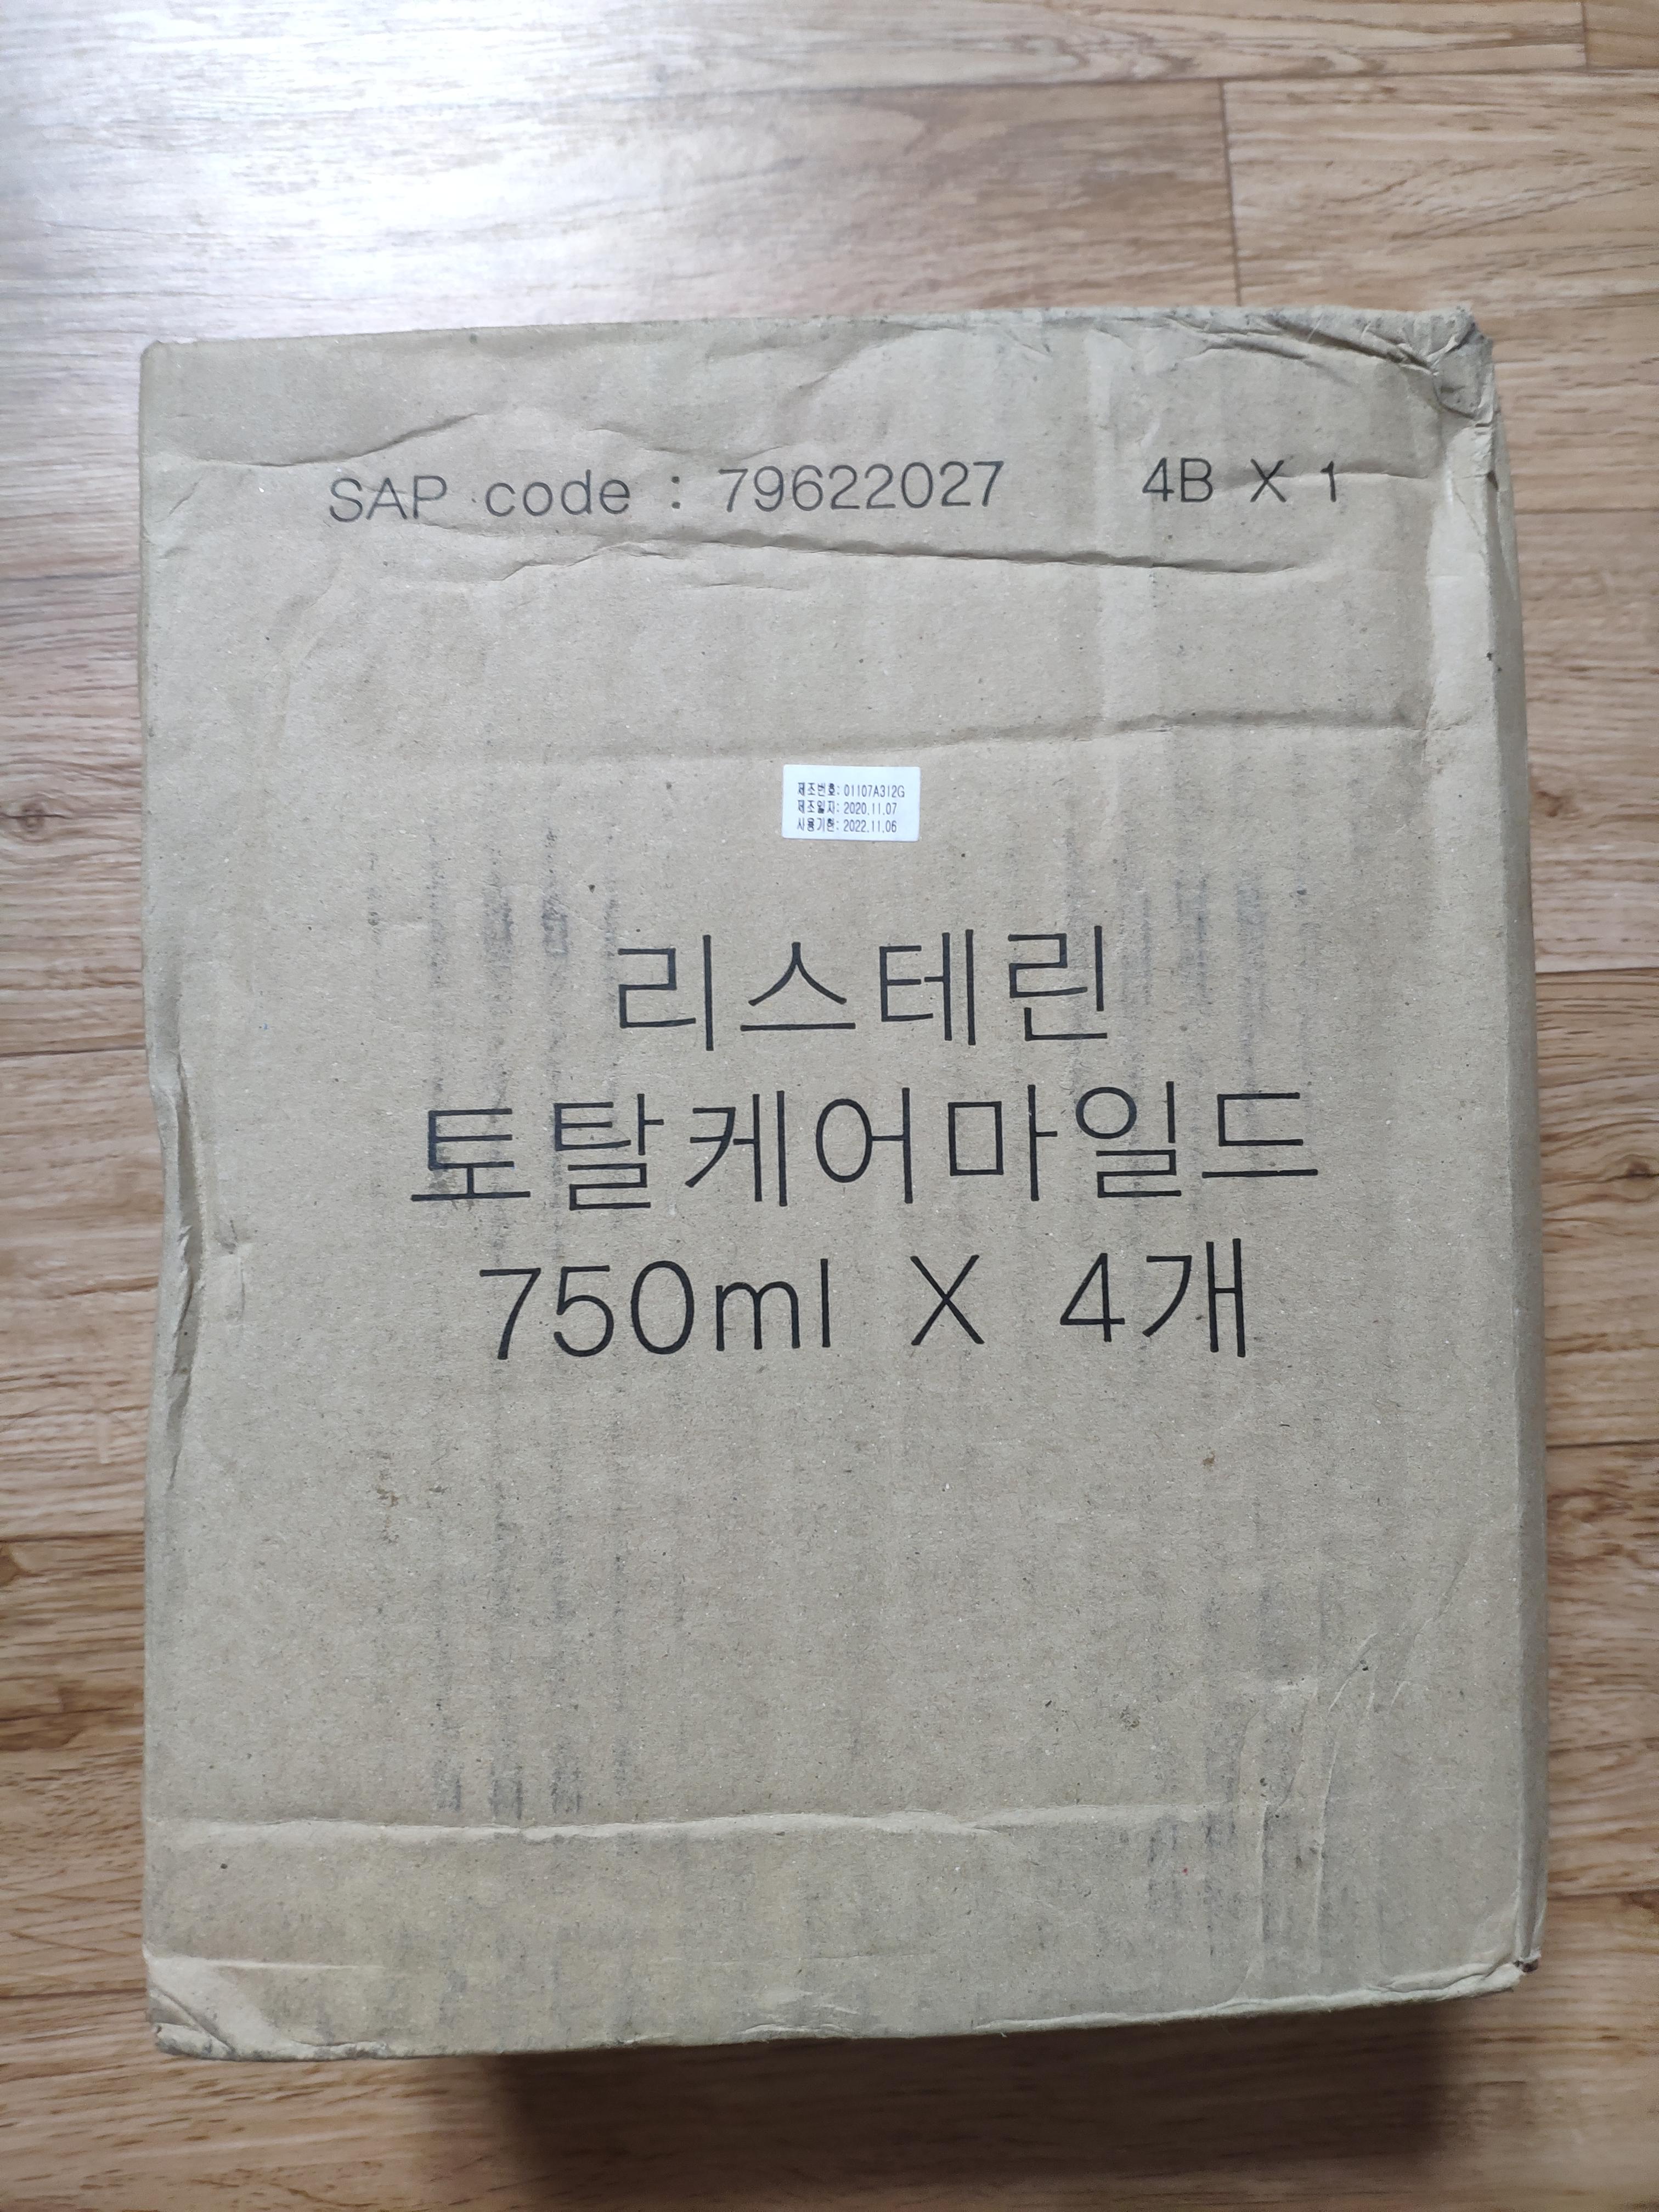 SAP code : 79622027 4B X 1
제조번호: 01107A312G
제조일자: 2020.11.07
사용기한: 2022.11.06
리스테린
토탈케어마일드
750ml X 4개